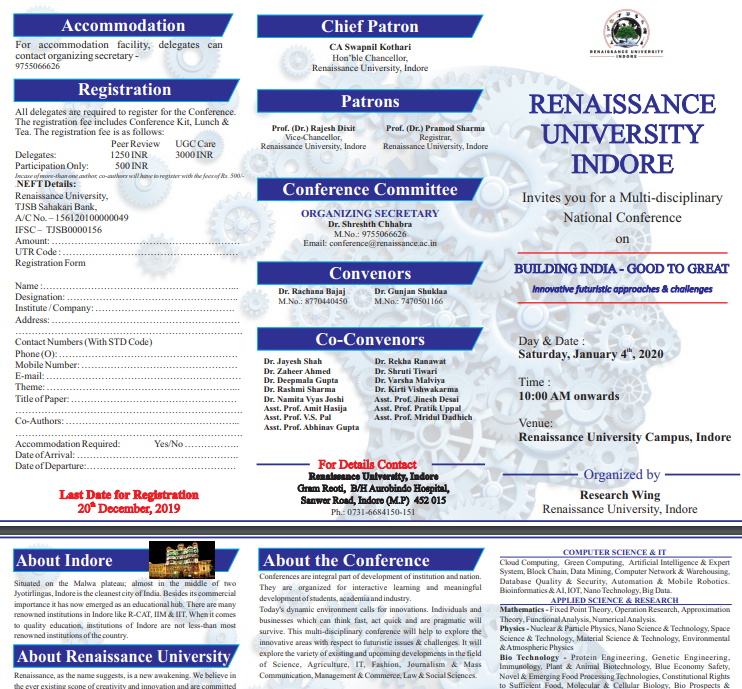 Accommodation
For accommodation facility, delegates can
contact organizing secretary -
9755066626
Registration
All delegates are required to register for the Conference.
The registration fee includes Conference Kit, Lunch &
Tea. The registration fee is as follows:
Peer Review UGC Care
Delegates: 1250 INR 3000 INR
Participation Only: 500 INR
Incase of more-than one author, co-authors will have to register with the fees of Rs. 500/-
.NEFT Details:
Renaissance University,
TJSB Sahakari Bank,
A/C No. – 156120100000049
IFSC – TJSB0000156
Amount: ……………………………………………
UTR Code : …………………………………………
Registration Form
Name : ………………………………………………
Designation: …………………………………………
Institute / Company: …………………………………
Address: ………………………………………………
……………………………………………………
Contact Numbers (With STD Code)
Phone (O): ……………………………………………
Mobile Number: ………………………………………
E-mail: ………………………………………………
Theme: ………………………………………………
Title of Paper: …………………………………………
……………………………………………………
Co-Authors: ……………………………………………
……………………………………………………
Accommodation Required: Yes/No ……………
Date of Arrival: ………………………………………
Date of Departure:……………………………………
Last Date for Registration
20th December, 2019
Chief Patron
CA Swapnil Kothari
Hon'ble Chancellor,
Renaissance University, Indore
Patrons
Prof. (Dr.) Rajesh Dixit Prof. (Dr.) Pramod Sharma
Vice-Chancellor, Registrar,
Renaissance University, Indore Renaissance University, Indore
Conference Committee
ORGANIZING SECRETARY
Dr. Shreshth Chhabra
M.No.: 9755066626
Email: conference@renaissance.ac.in
Convenors
Dr. Rachana Bajaj Dr. Gunjan Shuklaa
M.No.: 8770440450 M.No.: 7470501166
Co-Convenors
Dr. Jayesh Shah Dr. Rekha Ranawat
Dr. Zaheer Ahmed Dr. Shruti Tiwari
Dr. Deepmala Gupta Dr. Varsha Malviya
Dr. Rashmi Sharma Dr. Kirti Vishwakarma
Dr. Namita Vyas Joshi Asst. Prof. Jinesh Desai
Asst. Prof. Amit Hasija Asst. Prof. Pratik Uppal
Asst. Prof. V.S. Pal Asst. Prof. Mridul Dadhich
Asst. Prof. Abhinav Gupta
For Details Contact
Renaissance University, Indore
Gram Reoti, B/H Aurobindo Hospital,
Sanwer Road, Indore (M.P) 452 015
Ph.: 0731-6684150-151
RENAISSANCE UNIVERSITY
INDORE
RENAISSANCE
UNIVERSITY
INDORE
Invites you for a Multi-disciplinary
National Conference
on
BUILDING INDIA - GOOD TO GREAT
Innovative futuristic approaches & challenges
Day & Date :
Saturday, January 4th, 2020
Time :
10:00 AM onwards
Venue:
Renaissance University Campus, Indore
Organized by
Research Wing
Renaissance University, Indore
About Indore
Situated on the Malwa plateau; almost in the middle of two
Jyotirlingas, Indore is the cleanest city of India. Besides its commercial
importance it has now emerged as an educational hub. There are many
renowned institutions in Indore like R-CAT, IIM & IIT. When it comes
to quality education, institutions of Indore are not less-than most
renowned institutions of the country.
About Renaissance University
Renaissance, as the name suggests, is a new awakening. We believe in
the ever existing scope of creativity and innovation and are committed
About the Conference
Conferences are integral part of development of institution and nation.
They are organized for interactive learning and meaningful
development of students, academia and industry.
Today's dynamic environment calls for innovations. Individuals and
businesses which can think fast, act quick and are pragmatic will
survive. This multi-disciplinary conference will help to explore the
innovative areas with respect to futuristic issues & challenges. It will
explore the variety of existing and upcoming developments in the field
of Science, Agriculture, IT, Fashion, Journalism & Mass
Communication, Management & Commerce, Law & Social Sciences.
COMPUTER SCIENCE & IT
Cloud Computing, Green Computing, Artificial Intelligence & Expert
System, Block Chain, Data Mining, Computer Network & Warehousing,
Database Quality & Security, Automation & Mobile Robotics.
Bioinformatics & AI, IOT, Nano Technology, Big Data.
APPLIED SCIENCE & RESEARCH
Mathematics - Fixed Point Theory, Operation Research, Approximation
Theory, Functional Analysis, Numerical Analysis.
Physics - Nuclear & Particle Physics, Nano Science & Technology, Space
Science & Technology, Material Science & Technology, Environmental
& Atmospheric Physics
Bio Technology - Protein Engineering, Genetic Engineering,
Immunology, Plant & Animal Biotechnology, Blue Economy Safety,
Novel & Emerging Food Processing Technologies, Constitutional Rights
to Sufficient Food, Molecular & Cellular Biology, Bio Prospects &